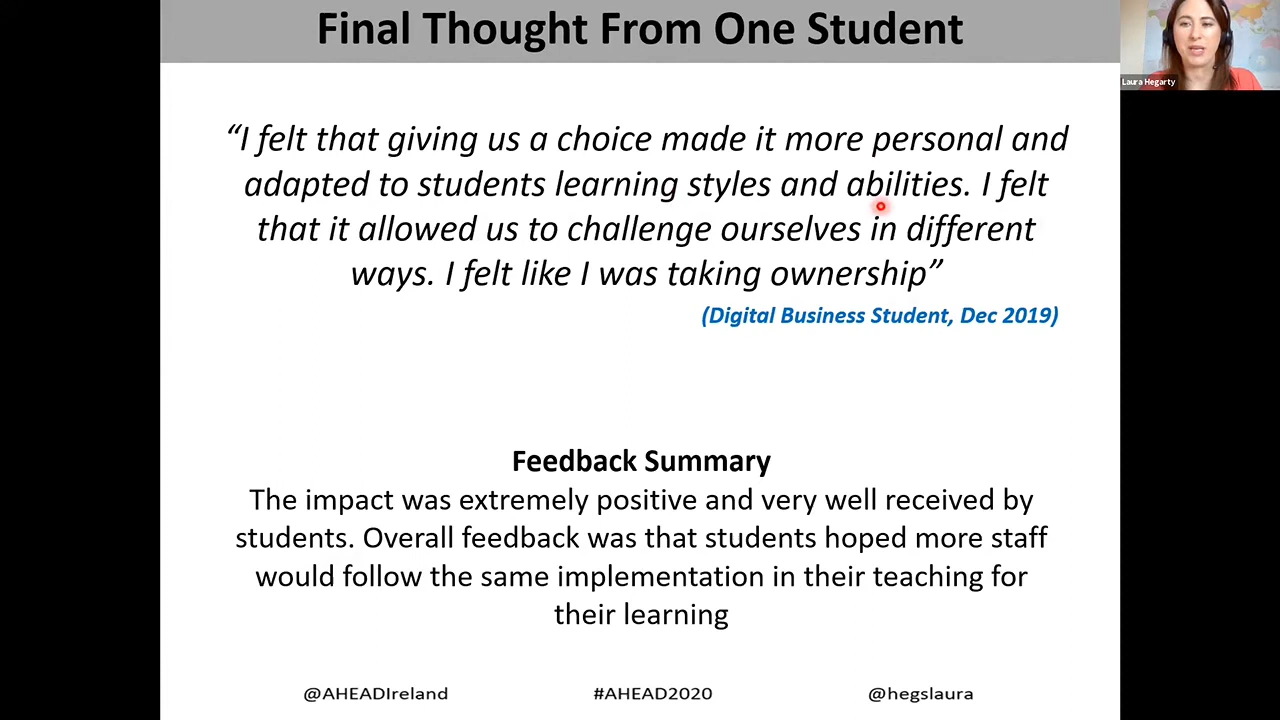 Final Thought From One Student
Laura Hegarty
“I felt that giving us a choice made it more personal and
adapted to students learning styles and abilities. I felt
that it allowed us to challenge ourselves in different
ways. I felt like I was taking ownership”
(Digital Business Student, Dec 2019)
Feedback Summary
The impact was extremely positive and very well received by
students. Overall feedback was that students hoped more staff
would follow the same implementation in their teaching for
their learning
@AHEADIreland
#AHEAD2020
@hegslaura